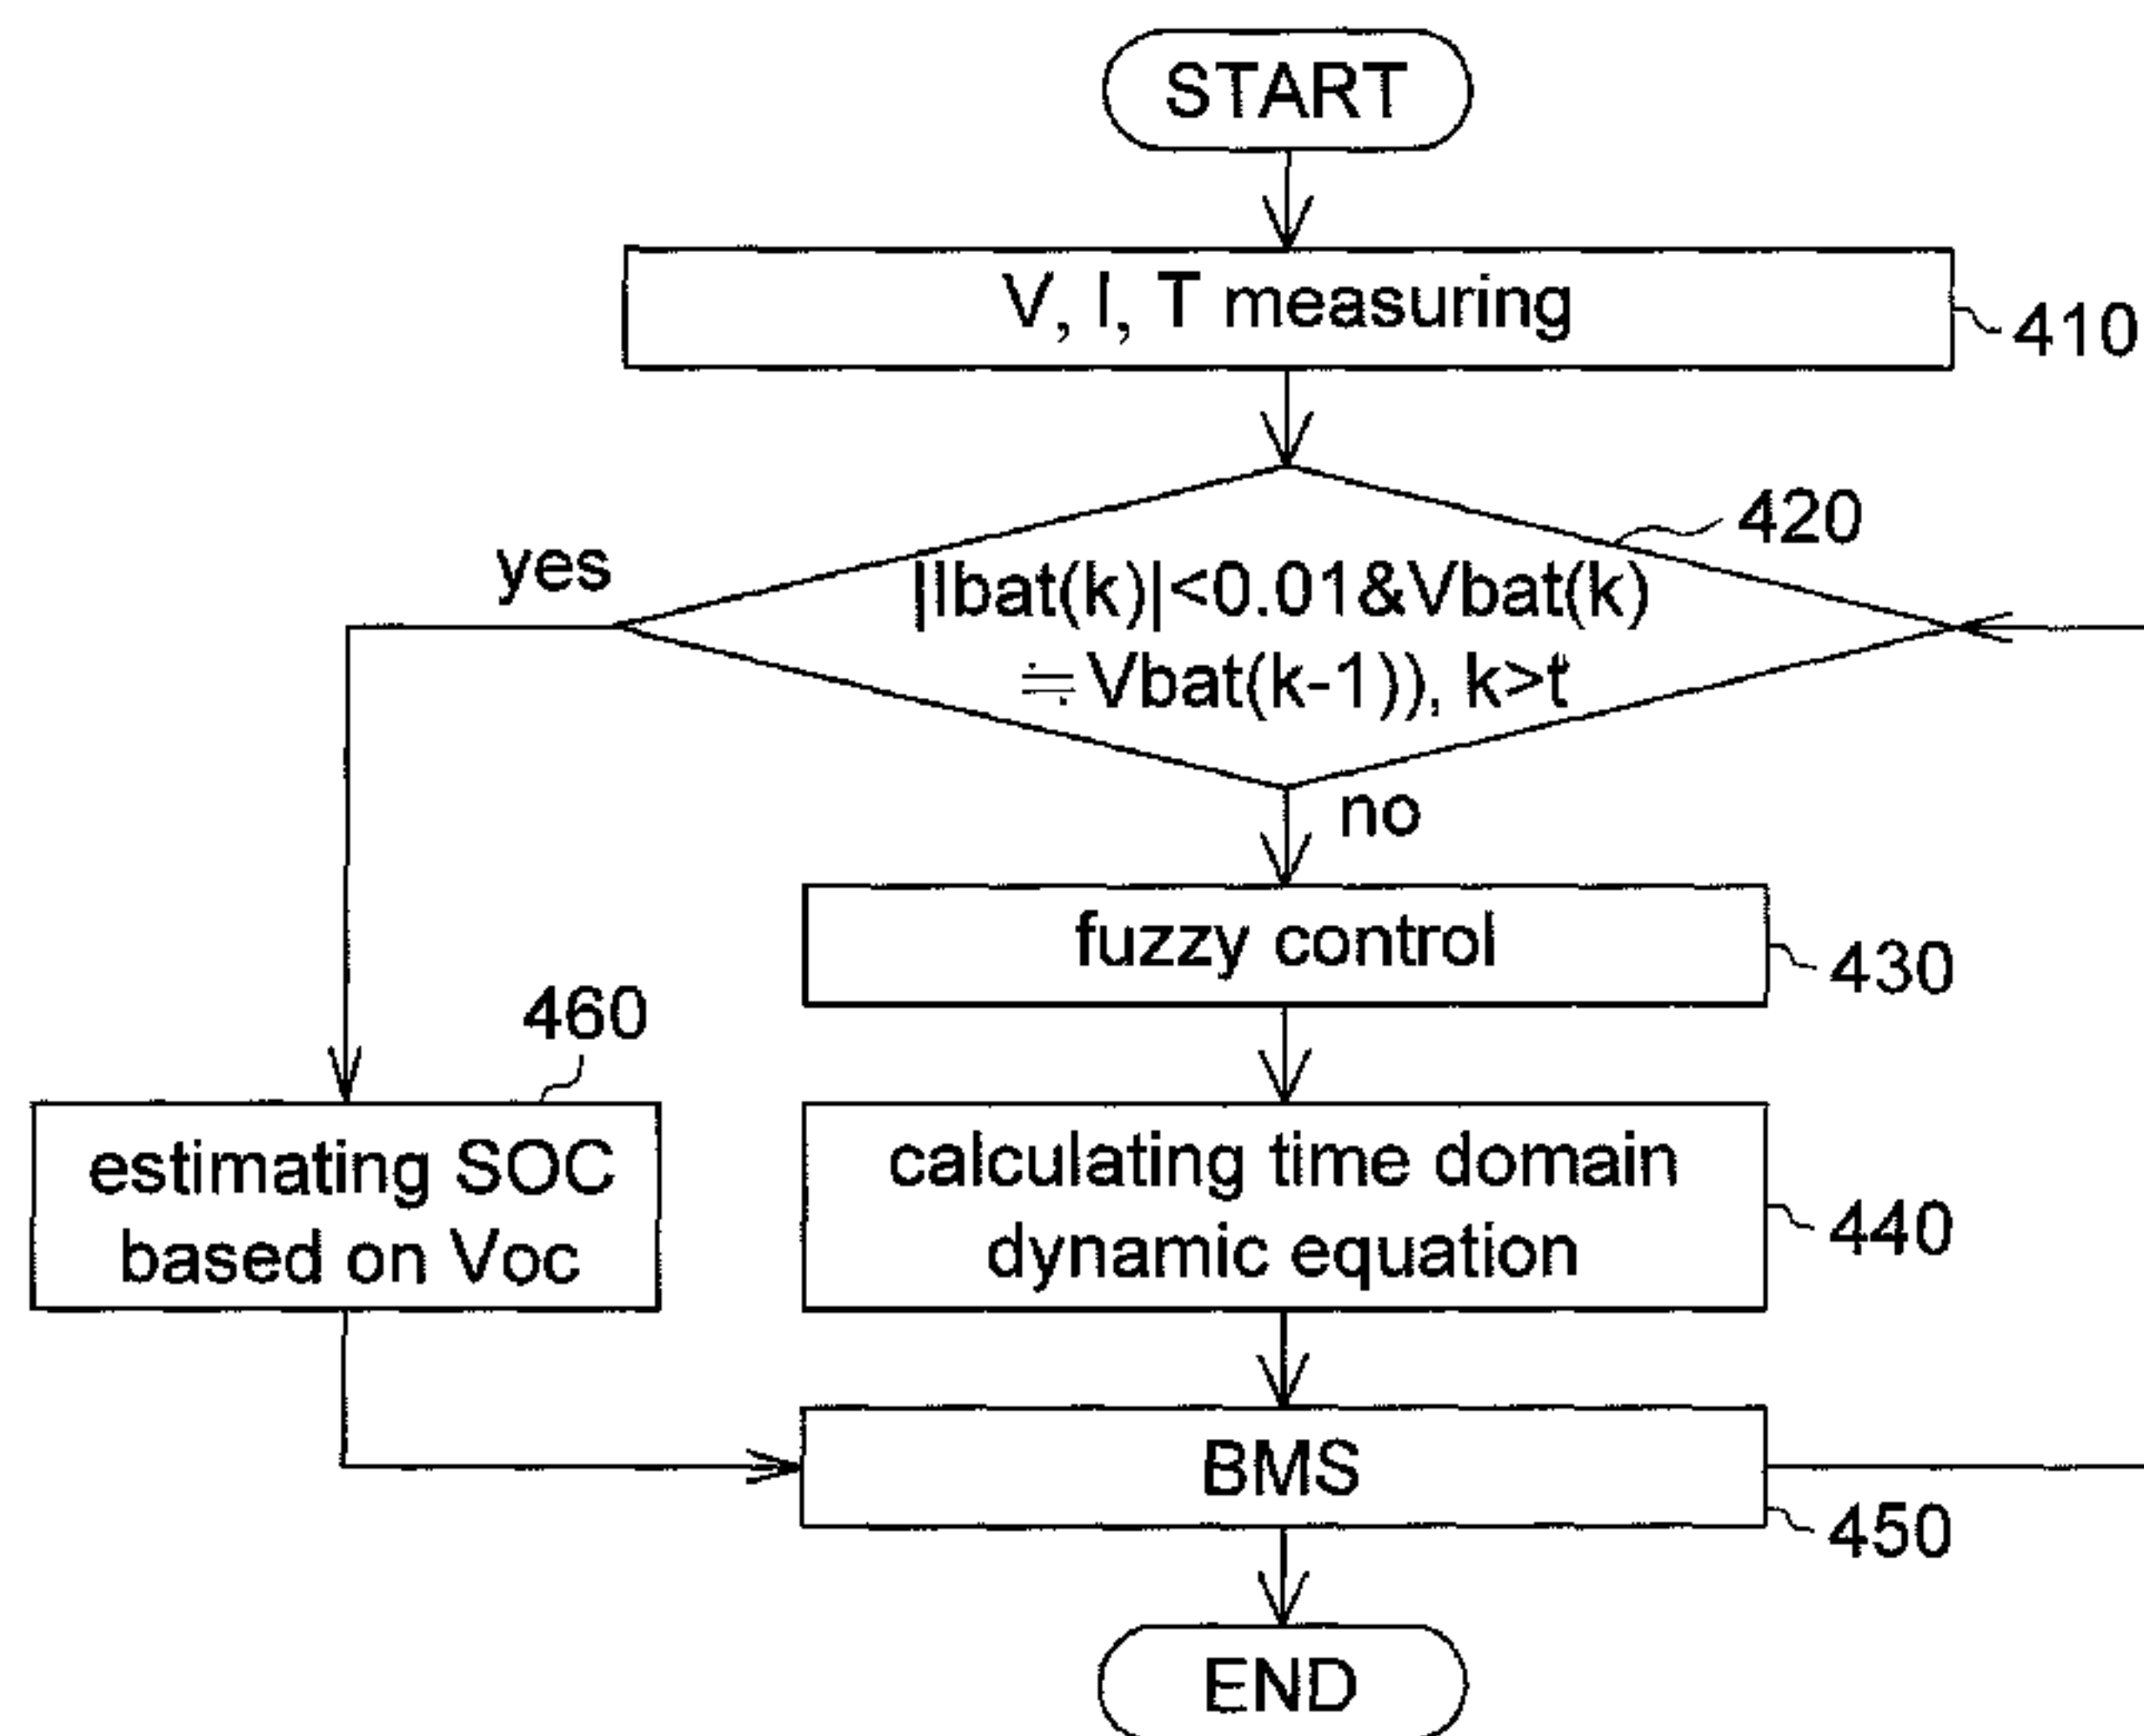 START
V, I, T measuring
410
420
yes
|Ibat(k)|<0.01&Vbat(k)
≒Vbat(k-1)), k>t
no
fuzzy control
430
460
estimating SOC
based on Voc
calculating time domain
dynamic equation
440
BMS
450
END